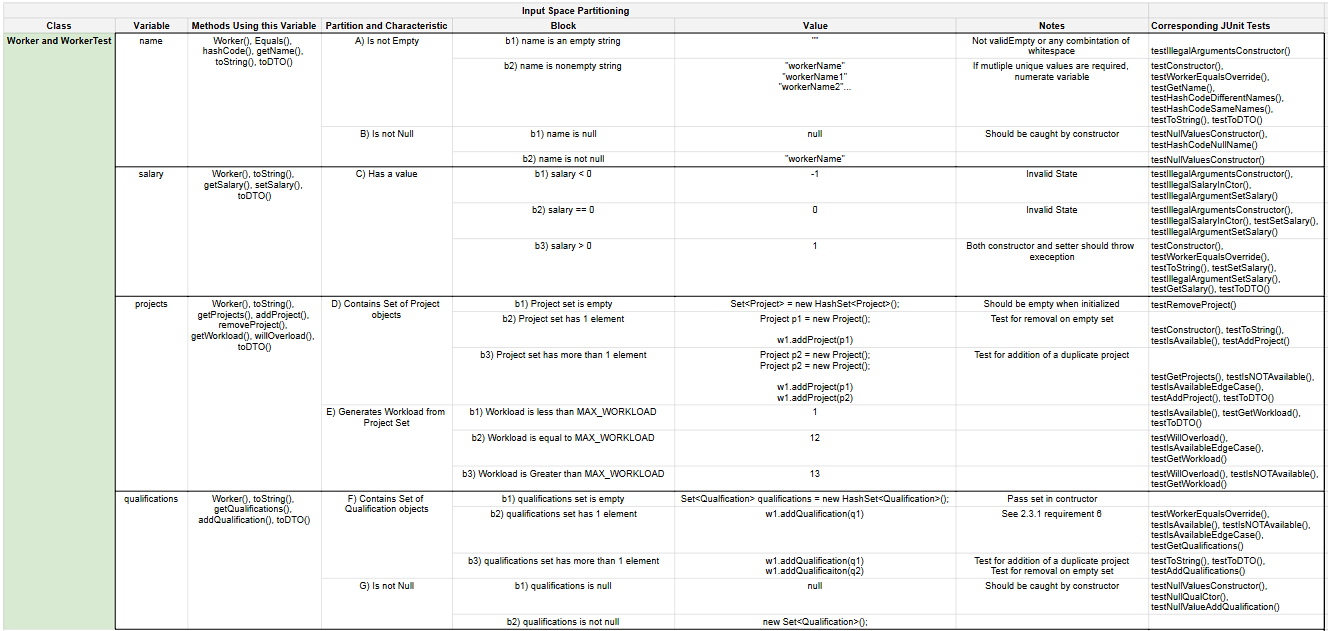 Input Space Partitioning
Class Variable Methods Using this Variable Partition and Characteristic Block Value Notes Corresponding JUnit Tests
Worker and WorkerTest
name
Worker(), Equals(),
hashCode(), getName(),
toString(), toDTO()
A) Is not Empty
b1) name is an empty string
""
Not validEmpty or any combintation of
whitespace
testIllegalArgumentsConstructor()
b2) name is nonempty string
"workerName"
"workerName1"
"workerName2"...
If mutliple unique values are required,
numerate variable
testConstructor(),
testWorkerEqualsOverride(),
testGetName(),
testHashCodeDifferentNames(),
testHashCodeSameNames(),
testToString(), testToDTO()
B) Is not Null
b1) name is null
null
Should be caught by constructor
testNullValuesConstructor(),
testHashCodeNullName()
b2) name is not null
"workerName"
testNullValuesConstructor()
salary
Worker(), toString(),
getSalary(), setSalary(),
toDTO()
C) Has a value
b1) salary < 0
-1
Invalid State
testIllegalArgumentsConstructor(),
testIllegalSalaryInCtor(),
testIllegalArgumentSetSalary()
b2) salary == 0
0
Invalid State
testIllegalArgumentsConstructor(),
testIllegalSalaryInCtor(), testSetSalary(),
testIllegalArgumentSetSalary()
b3) salary > 0
1
Both constructor and setter should throw
exeception
testConstructor(),
testWorkerEqualsOverride(),
testToString(), testSetSalary(),
testIllegalArgumentSetSalary(),
testGetSalary(), testToDTO()
projects
Worker(), toString(),
getProjects(), addProject(),
removeProject(),
getWorkload(), willOverload(),
toDTO()
D) Contains Set of Project
objects
b1) Project set is empty
Set<Project> = new HashSet<Project>();
Should be empty when initialized
testRemoveProject()
b2) Project set has 1 element
Project p1 = new Project();
w1.addProject(p1)
Test for removal on empty set
testConstructor(), testToString(),
testIsAvailable(), testAddProject()
b3) Project set has more than 1 element
Project p2 = new Project();
Project p2 = new Project();
w1.addProject(p1)
w1.addProject(p2)
Test for addition of a duplicate project
testGetProjects(), testIsNOTAvailable(),
testIsAvailableEdgeCase(),
testAddProject(), testToDTO()
E) Generates Workload from
Project Set
b1) Workload is less than MAX_WORKLOAD
1
testIsAvailable(), testGetWorkload(),
testToDTO()
b2) Workload is equal to MAX_WORKLOAD
12
testWillOverload(),
testIsAvailableEdgeCase(),
testGetWorkload()
b3) Workload is Greater than MAX_WORKLOAD
13
testWillOverload(), testIsNOTAvailable(),
testGetWorkload()
qualifications
Worker(), toString(),
getQualifications(),
addQualification(), toDTO()
F) Contains Set of
Qualification objects
b1) qualifications set is empty
Set<Qualfication> qualifications = new HashSet<Qualification>();
Pass set in contructor
b2) qualifications set has 1 element
w1.addQualification(q1)
See 2.3.1 requirement 6
testWorkerEqualsOverride(),
testIsAvailable(), testIsNOTAvailable(),
testIsAvailableEdgeCase(),
testGetQualifications()
b3) qualifications set has more than 1 element
w1.addQualification(q1)
w1.addQualificaiton(q2)
Test for addition of a duplicate project
Test for removal on empty set
testToString(), testToDTO(),
testAddQualifications()
G) Is not Null
b1) qualifications is null
null
Should be caught by constructor
testNullValuesConstructor(),
testNullQualCtor(),
testNullValueAddQualification()
b2) qualifications is not null
new Set<Qualification>();